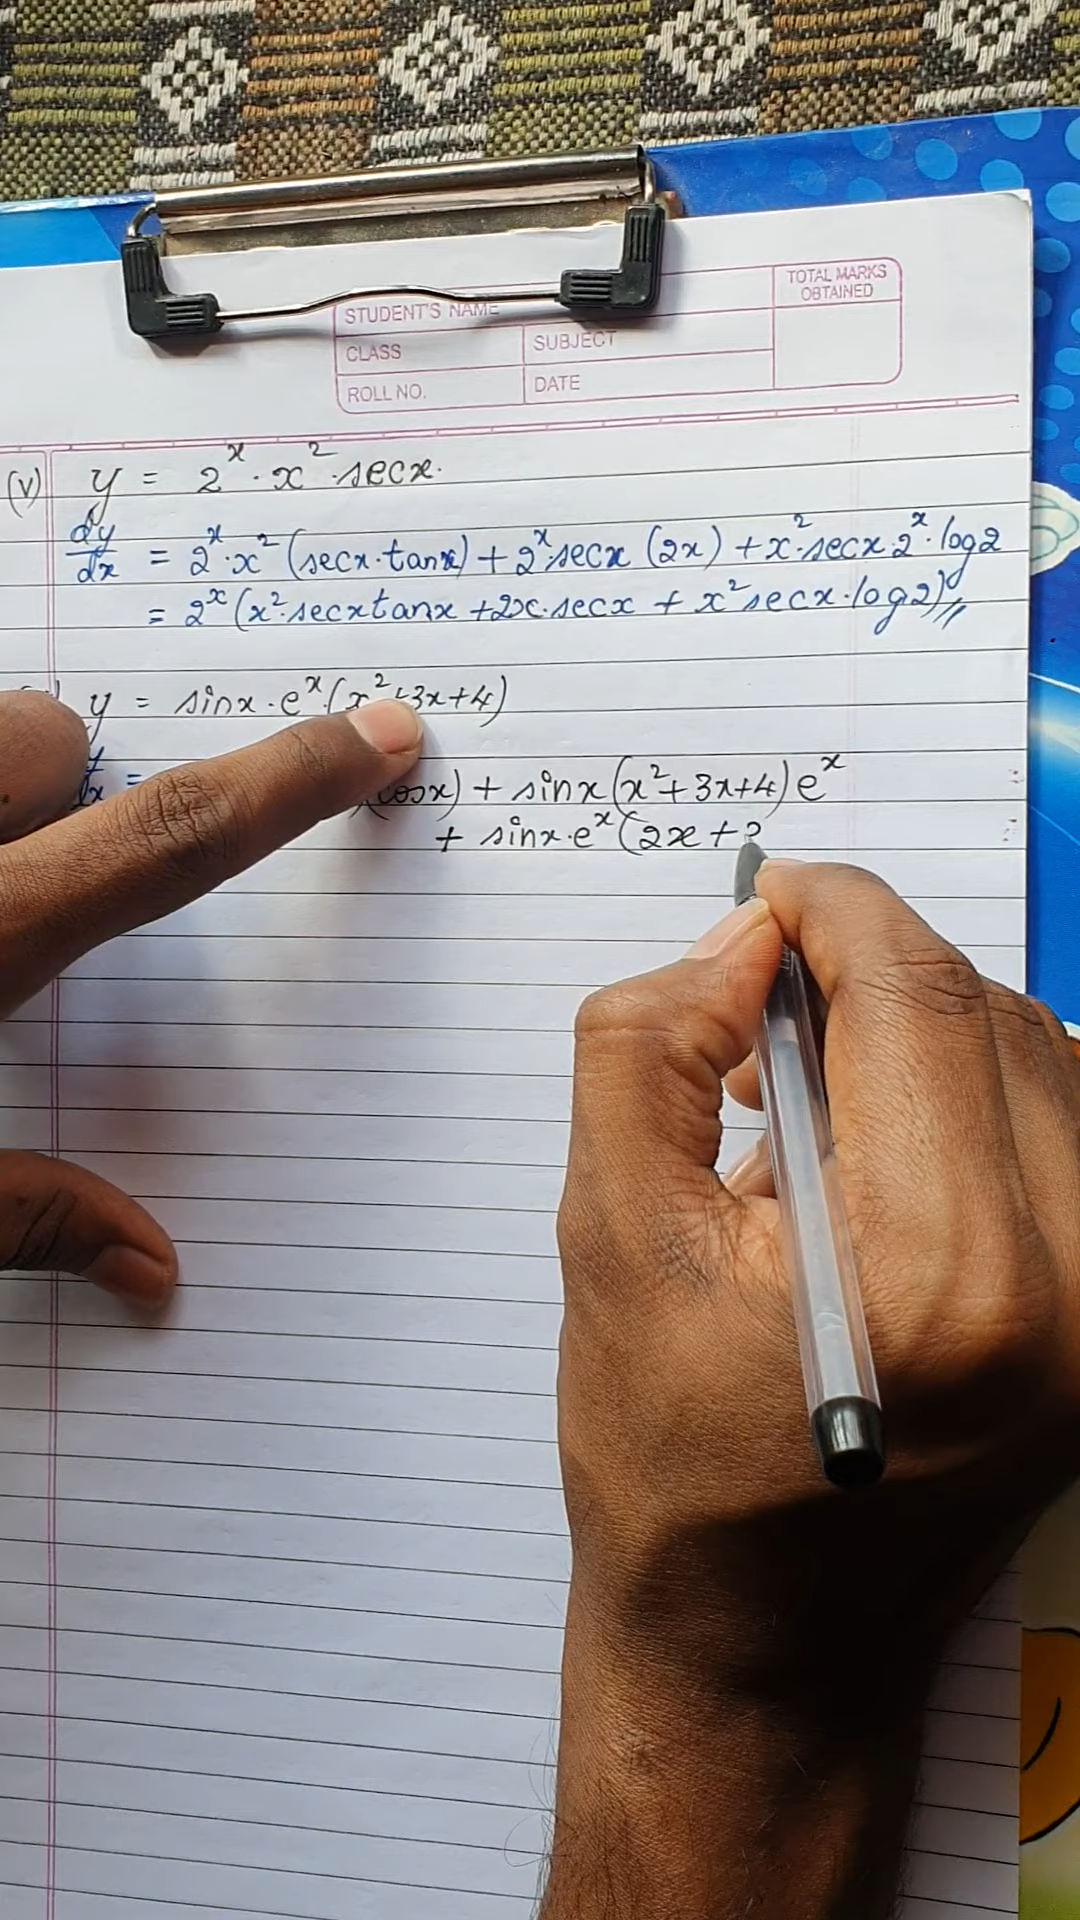 STUDENT'S NAME
TOTAL MARKS OBTAINED
CLASS
SUBJECT
ROLL NO.
DATE
(v) y = 2^x · x^2 · secx.
dy/dx = 2^x · x^2 (secx · tanx) + 2^x · secx (2x) + x^2 · secx · 2^x · log2
= 2^x (x^2 · secxtanx + 2x · secx + x^2 secx · log2)//
y = sinx · e^x · (x^2+3x+4)
= (cosx) + sinx (x^2+3x+4) e^x
+ sinx · e^x (2x +